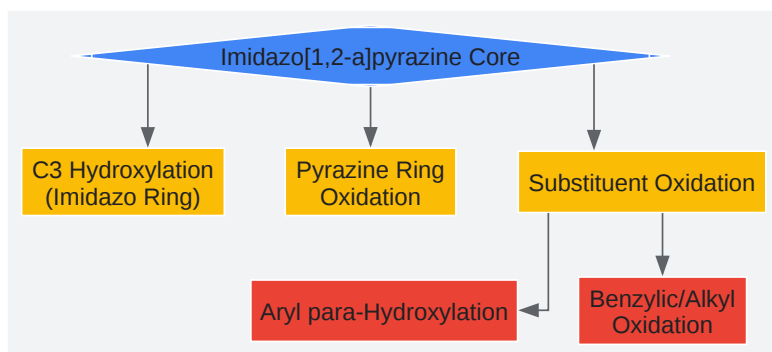 Imidazo[1,2-a]pyrazine Core
C3 Hydroxylation
(Imidazo Ring)
Pyrazine Ring
Oxidation
Substituent Oxidation
Aryl para-Hydroxylation
Benzylic/Alkyl
Oxidation